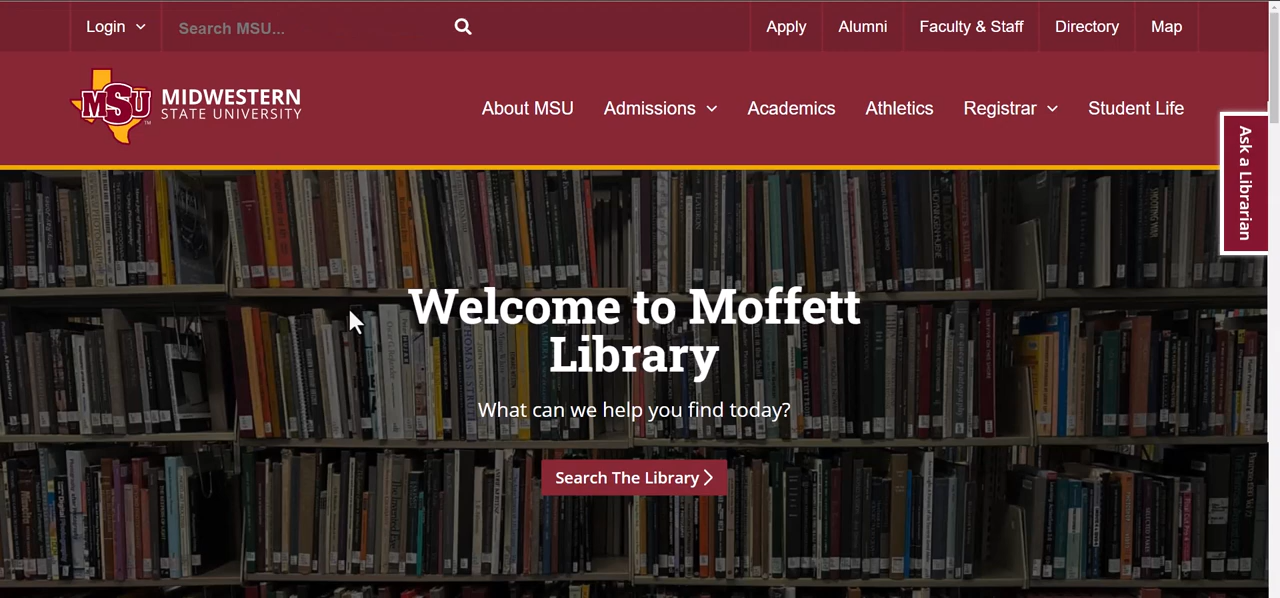 Login
Search MSU...
Apply
Alumni
Faculty & Staff
Directory
Map
MSU
TM
MIDWESTERN
STATE UNIVERSITY
About MSU
Admissions
Academics
Athletics
Registrar
Student Life
Ask a Librarian
Welcome to Moffett
Library
What can we help you find today?
Search The Library